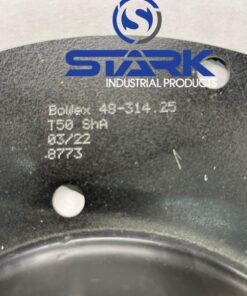 STARK
INDUSTRIAL PRODUCTS
BoWex 48-314.25
T50 ShA
03/22
8773